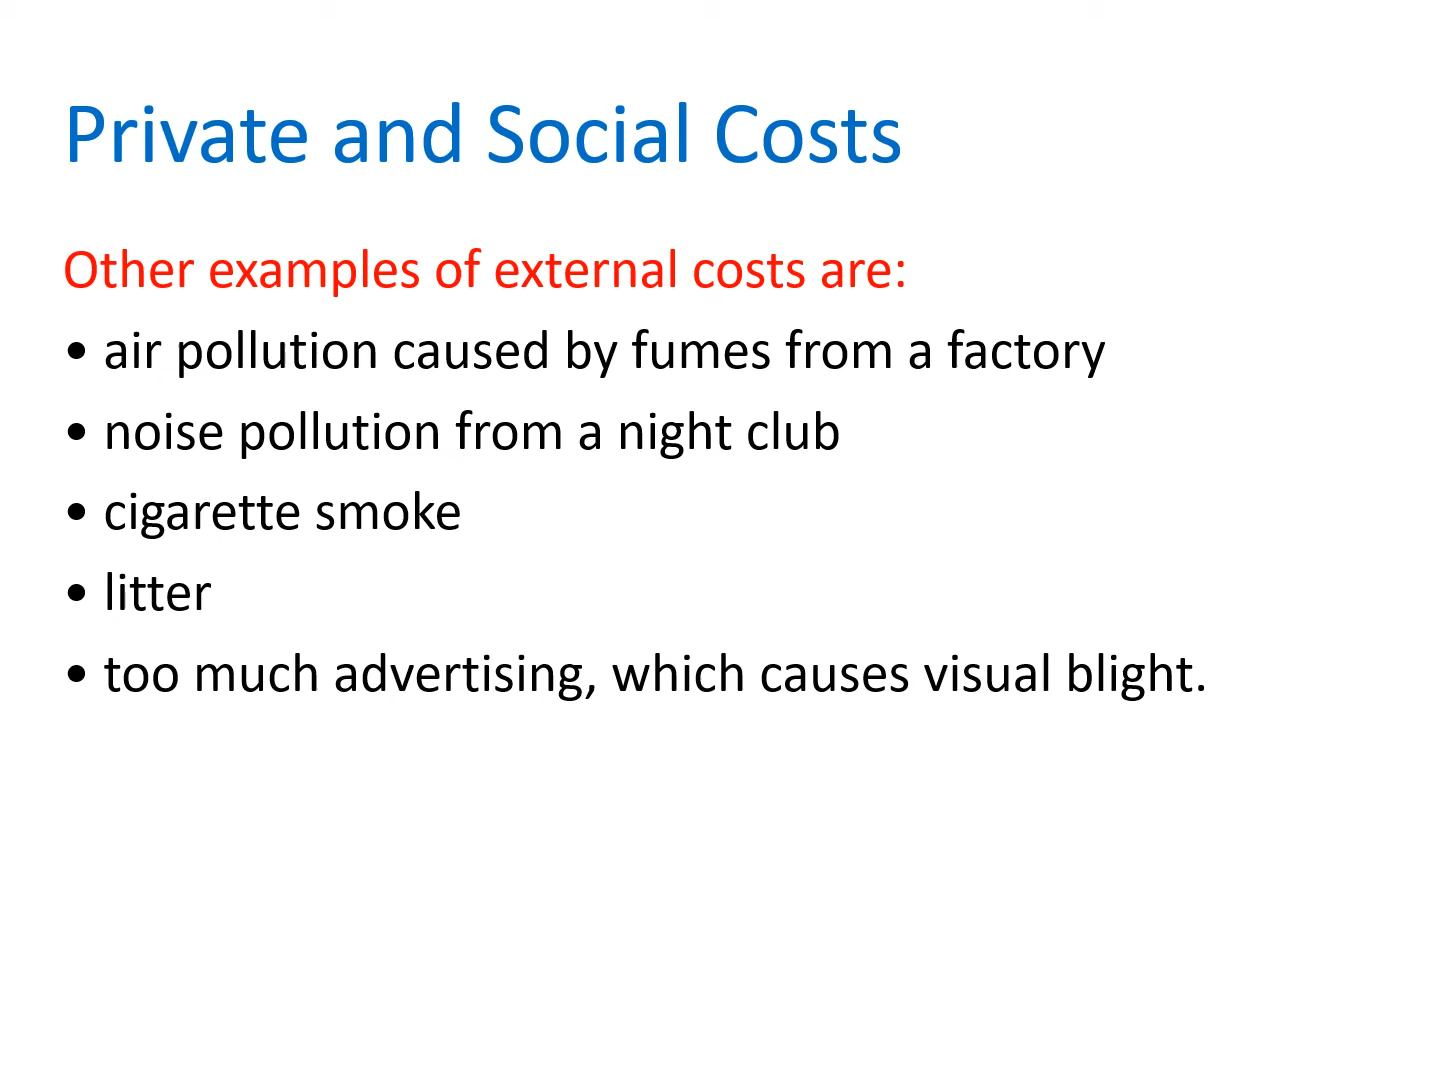 Private and Social Costs
Other examples of external costs are:
• air pollution caused by fumes from a factory
• noise pollution from a night club
• cigarette smoke
• litter
• too much advertising, which causes visual blight.